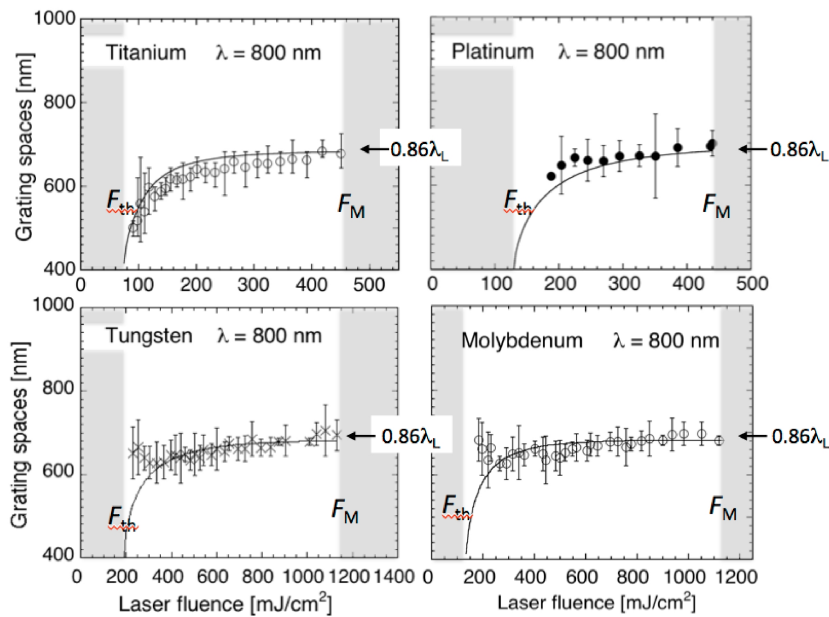 1000
800
600
400
Grating spaces [nm]
Titanium λ = 800 nm
0.86λL
Fth
FM
0 100 200 300 400 500
Platinum λ = 800 nm
0.86λL
Fth
FM
0 100 200 300 400 500
1000
800
600
400
Grating spaces [nm]
Tungsten λ = 800 nm
0.86λL
Fth
FM
0 200 400 600 800 1000 1200 1400
Laser fluence [mJ/cm²]
Molybdenum λ = 800 nm
0.86λL
Fth
FM
0 200 400 600 800 1000 1200
Laser fluence [mJ/cm²]